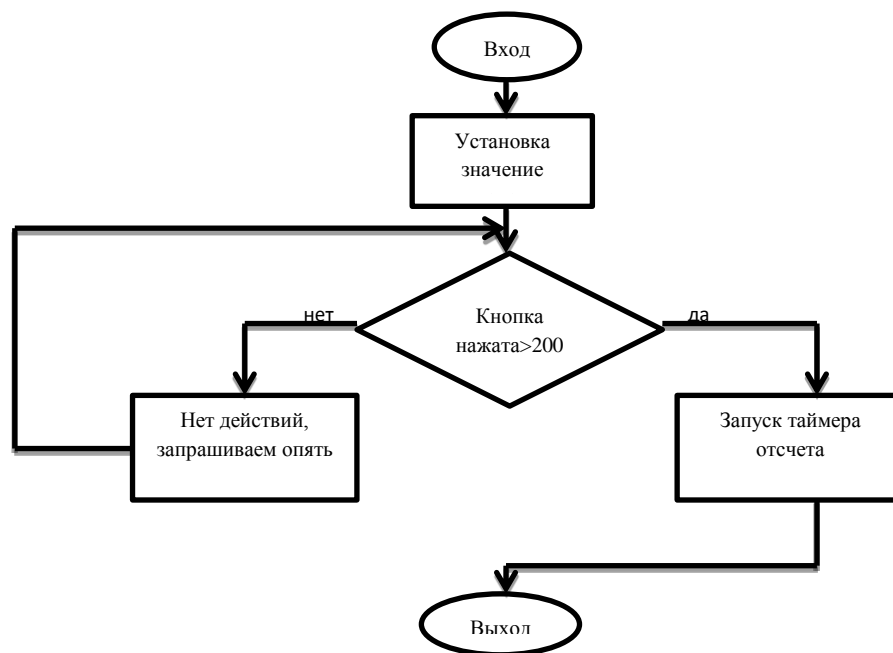 Вход
Установка
значение
нет
Кнопка
нажата>200
да
Нет действий,
запрашиваем опять
Запуск таймера
отсчета
Выход